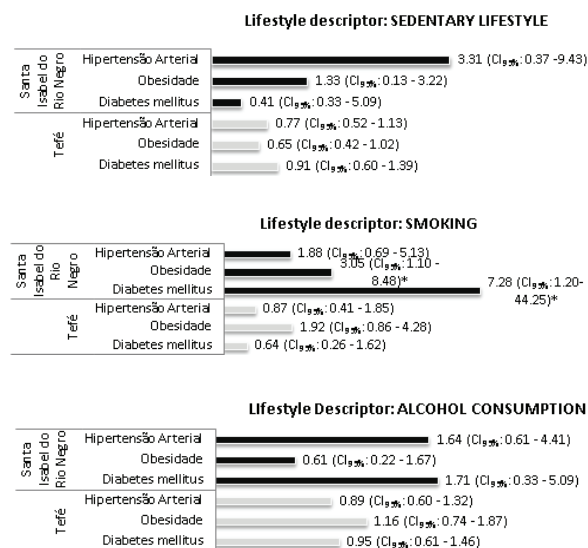 Lifestyle descriptor: SEDENTARY LIFESTYLE
Santa
Isabel do
Rio Negro
Hipertensão Arterial 3.31 (CI95%: 0.37 -9.43)
Obesidade 1.33 (CI95%: 0.13 - 3.22)
Diabetes mellitus 0.41 (CI95%: 0.33 - 5.09)
Tefé
Hipertensão Arterial 0.77 (CI95%: 0.52 - 1.13)
Obesidade 0.65 (CI95%: 0.42 - 1.02)
Diabetes mellitus 0.91 (CI95%: 0.60 - 1.39)
Lifestyle descriptor: SMOKING
Santa
Isabel do
Rio
Negro
Hipertensão Arterial 1.88 (CI95%: 0.69 - 5.13)
Obesidade 3.05 (CI95%: 1.10 -
8.48)*
Diabetes mellitus 7.28 (CI95%: 1.20-
44.25)*
Tefé
Hipertensão Arterial 0.87 (CI95%: 0.41 - 1.85)
Obesidade 1.92 (CI95%: 0.86 - 4.28)
Diabetes mellitus 0.64 (CI95%: 0.26 - 1.62)
LIfestyle Descriptor: ALCOHOL CONSUMPTION
Santa
Isabel do
Rio Negro
Hipertensão Arterial 1.64 (CI95%: 0.61 - 4.41)
Obesidade 0.61 (CI95%: 0.22 - 1.67)
Diabetes mellitus 1.71 (CI95%: 0.33 - 5.09)
Tefé
Hipertensão Arterial 0.89 (CI95%: 0.60 - 1.32)
Obesidade 1.16 (CI95%: 0.74 - 1.87)
Diabetes mellitus 0.95 (CI95%: 0.61 - 1.46)